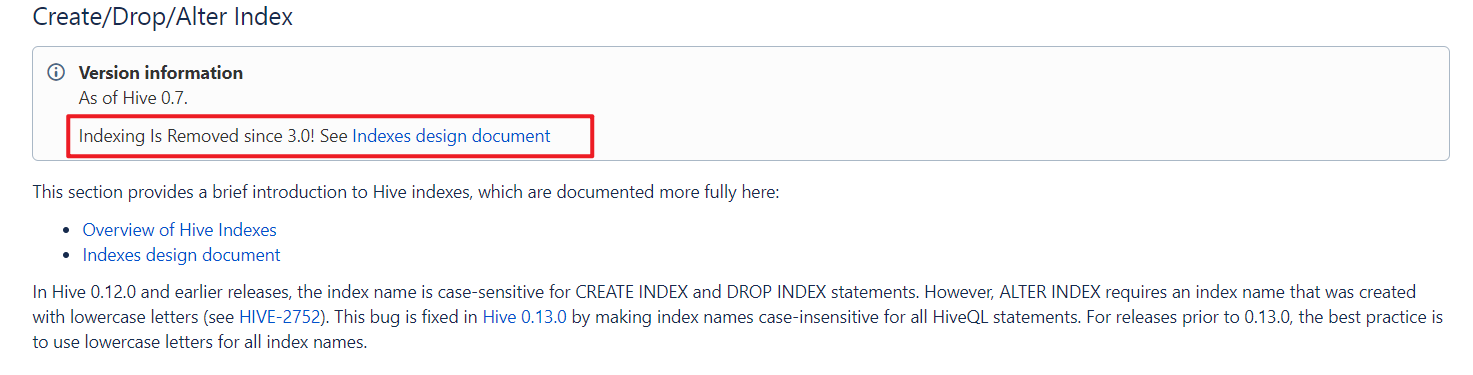 Create/Drop/Alter Index
Version information
As of Hive 0.7.
Indexing Is Removed since 3.0! See Indexes design document
This section provides a brief introduction to Hive indexes, which are documented more fully here:
• Overview of Hive Indexes
• Indexes design document
In Hive 0.12.0 and earlier releases, the index name is case-sensitive for CREATE INDEX and DROP INDEX statements. However, ALTER INDEX requires an index name that was created
with lowercase letters (see HIVE-2752). This bug is fixed in Hive 0.13.0 by making index names case-insensitive for all HiveQL statements. For releases prior to 0.13.0, the best practice is
to use lowercase letters for all index names.